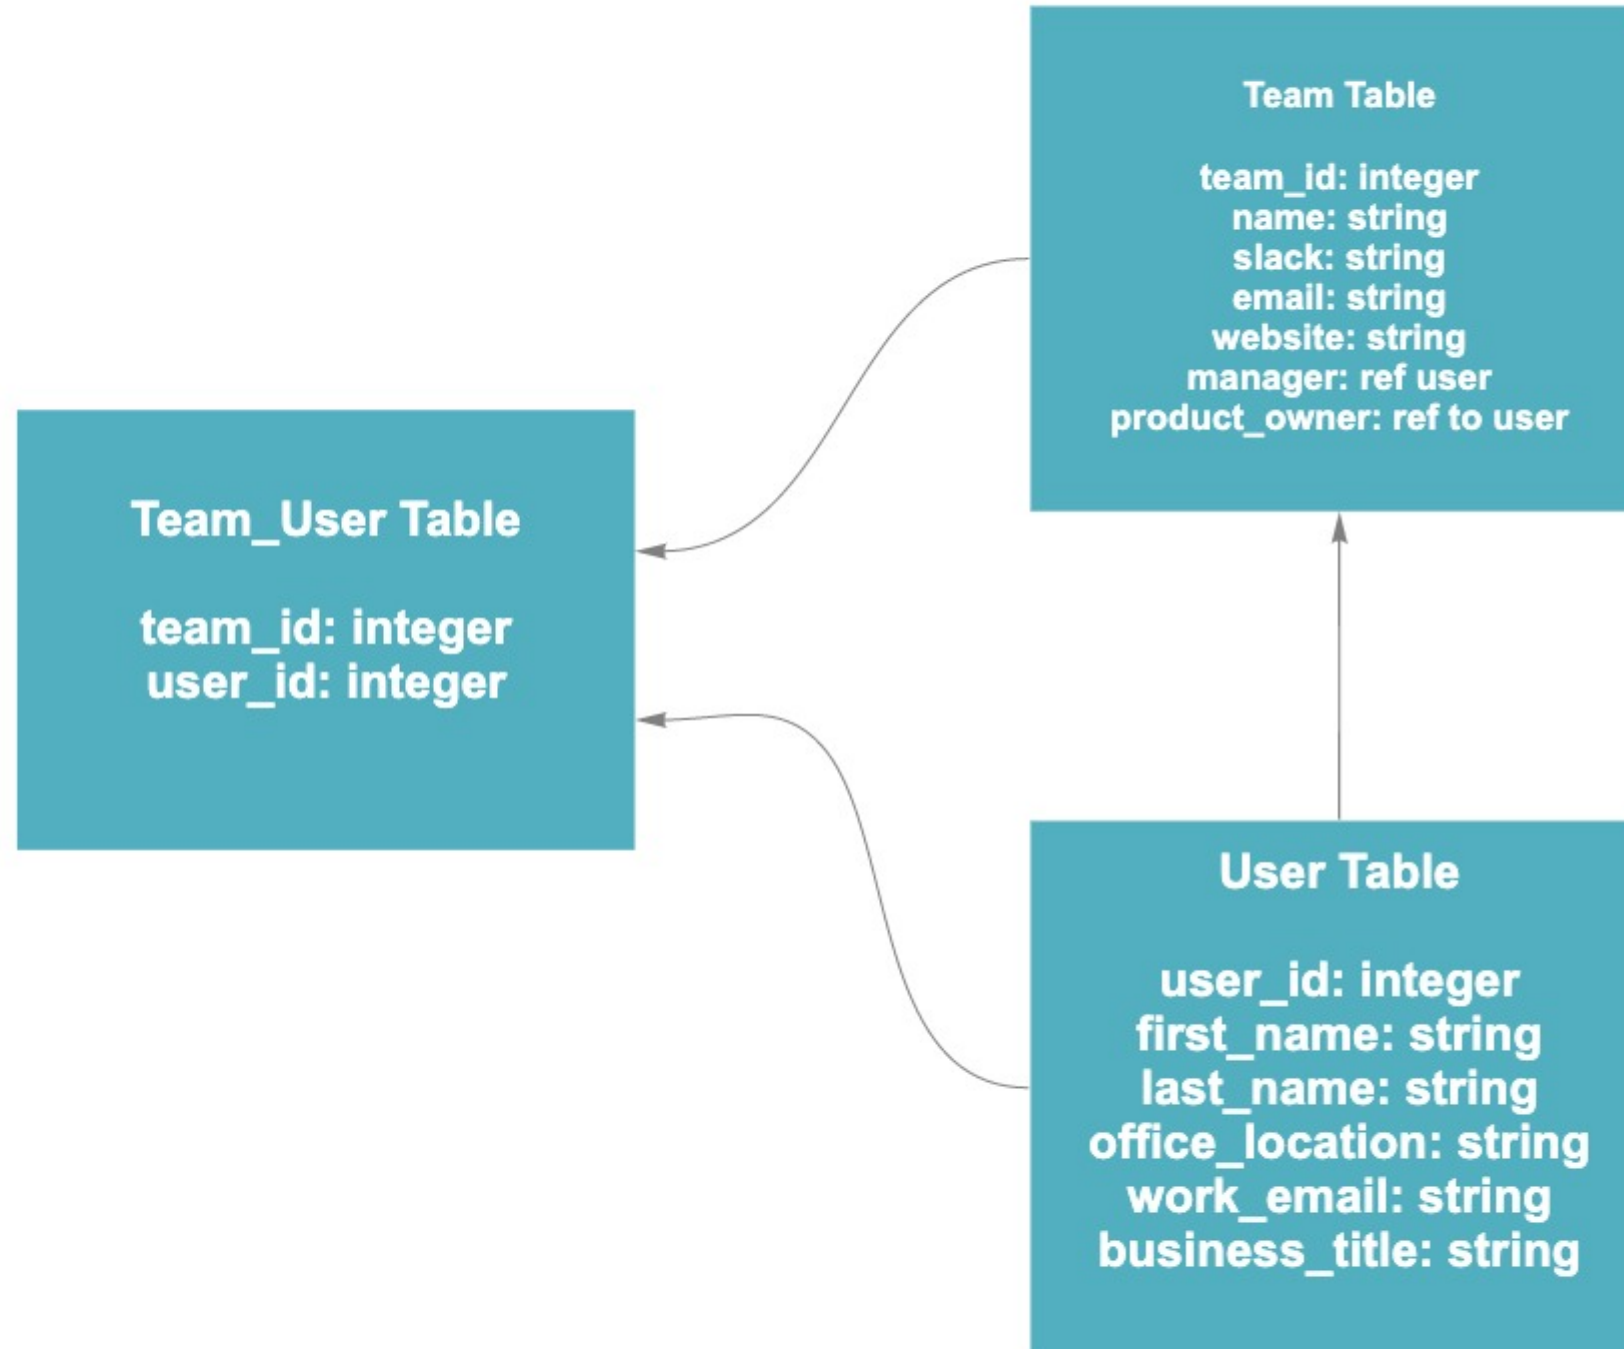 Team Table
team_id: integer
name: string
slack: string
email: string
website: string
manager: ref user
product_owner: ref to user
Team_User Table
team_id: integer
user_id: integer
User Table
user_id: integer
first_name: string
last_name: string
office_location: string
work_email: string
business_title: string